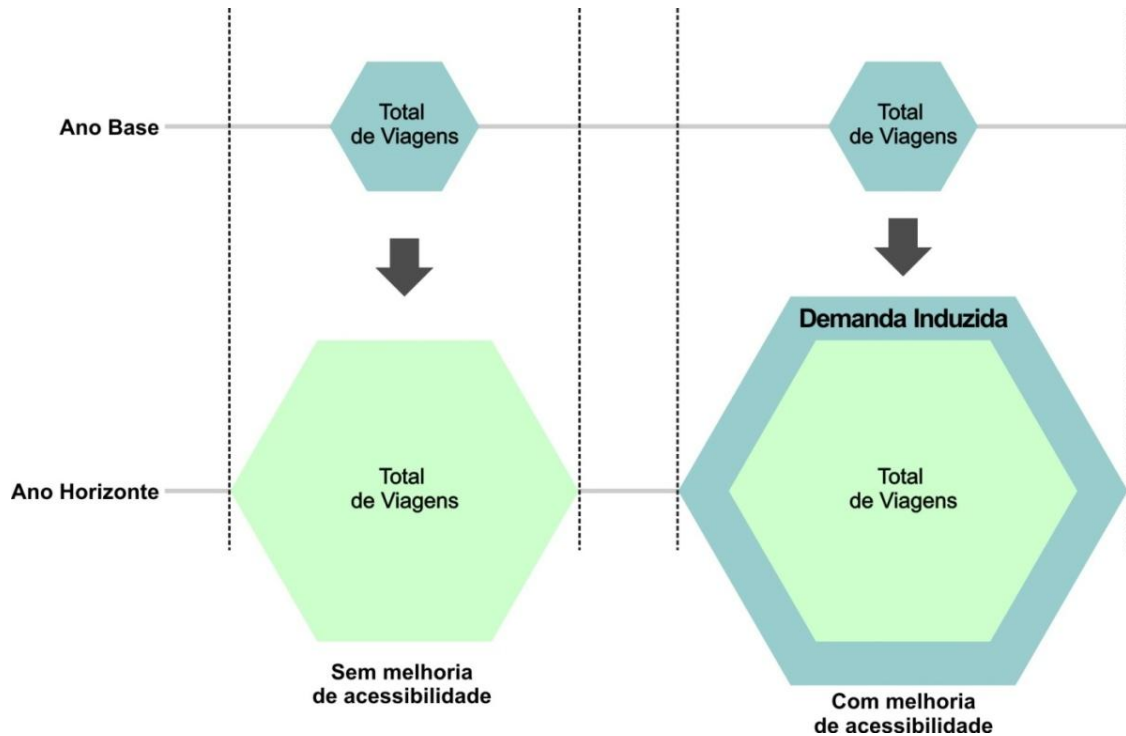 Ano Base
Total
de Viagens
Total
de Viagens
Demanda Induzida
Ano Horizonte
Total
de Viagens
Total
de Viagens
Sem melhoria
de acessibilidade
Com melhoria
de acessibilidade